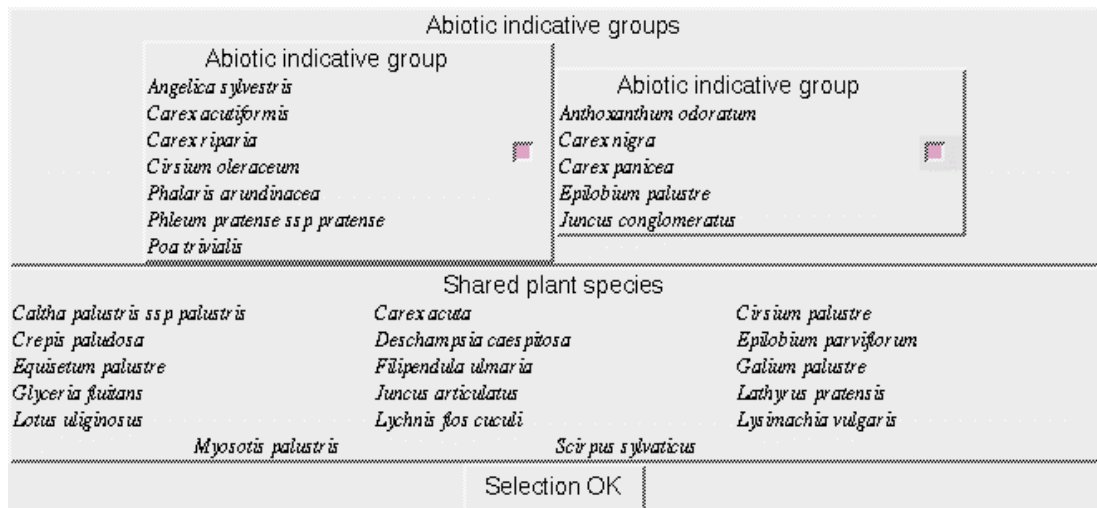 Abiotic indicative groups
Abiotic indicative group
Angelica sylvestris
Carex acutiformis
Carex riparia
Cirsium oleraceum
Phalaris arundinacea
Phleum pratense ssp pratense
Poa trivialis
Abiotic indicative group
Anthoxanthum odoratum
Carex nigra
Carex panicea
Epilobium palustre
Juncus conglomeratus
Shared plant species
Caltha palustris ssp palustris Carex acuta Cirsium palustre
Crepis paludosa Deschampsia caespitosa Epilobium parviflorum
Equisetum palustre Filipendula ulmaria Galium palustre
Glyceria fluitans Juncus articulatus Lathyrus pratensis
Lotus uliginosus Lychnis flos cuculi Lysimachia vulgaris
Myosotis palustris Scirpus sylvaticus
Selection OK